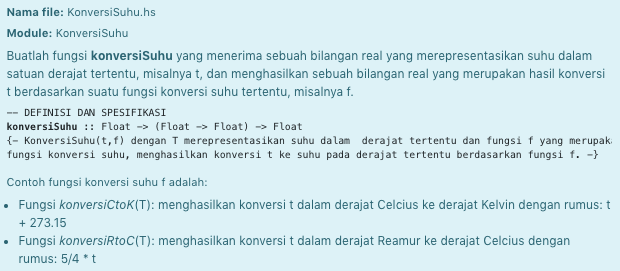 Nama file: KonversiSuhu.hs
Module: KonversiSuhu
Buatlah fungsi konversiSuhu yang menerima sebuah bilangan real yang merepresentasikan suhu dalam
satuan derajat tertentu, misalnya t, dan menghasilkan sebuah bilangan real yang merupakan hasil konversi
t berdasarkan suatu fungsi konversi suhu tertentu, misalnya f.
-- DEFINISI DAN SPESIFIKASI
konversiSuhu :: Float -> (Float -> Float) -> Float
{- KonversiSuhu(t,f) dengan T merepresentasikan suhu dalam  derajat tertentu dan fungsi f yang
fungsi konversi suhu, menghasilkan konversi t ke suhu pada derajat tertentu berdasarkan fungsi f. -}
Contoh fungsi konversi suhu f adalah:
• Fungsi konversiCtoK(T): menghasilkan konversi t dalam derajat Celcius ke derajat Kelvin dengan rumus: t
+ 273.15
• Fungsi konversiRtoC(T): menghasilkan konversi t dalam derajat Reamur ke derajat Celcius dengan
rumus: 5/4 * t